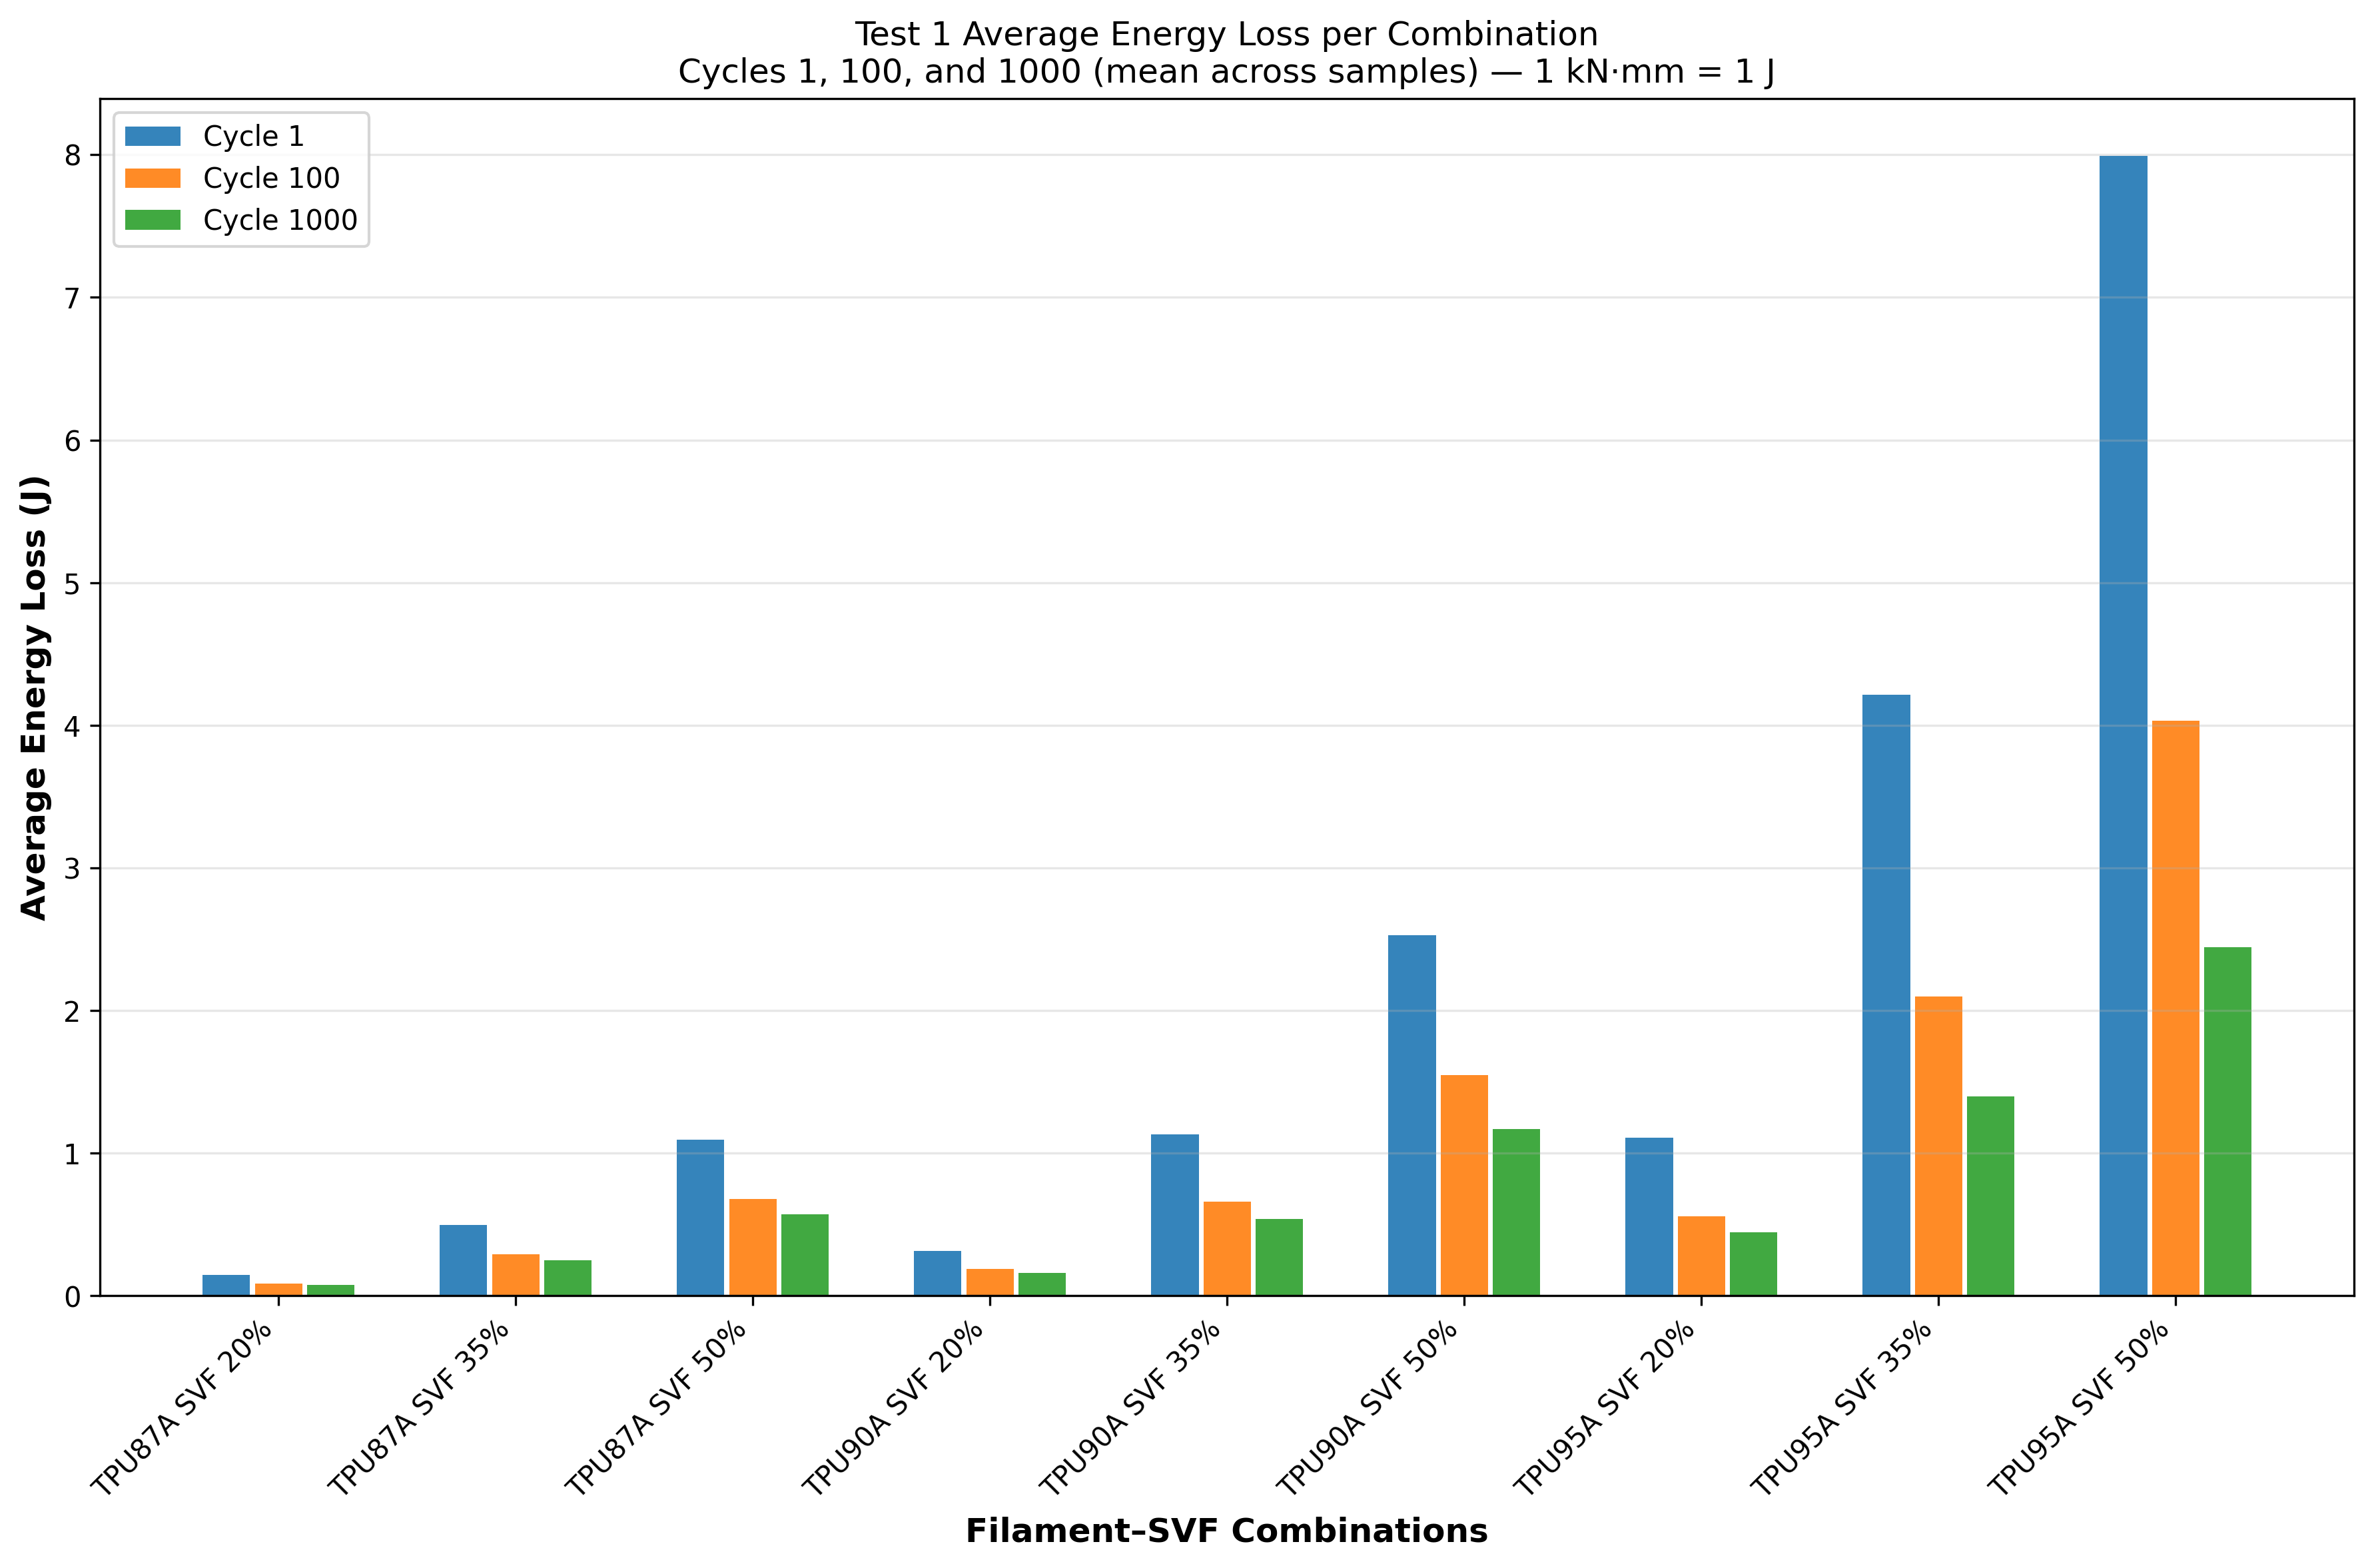 Test 1 Average Energy Loss per Combination
Cycles 1, 100, and 1000 (mean across samples) — 1 kN·mm = 1 J
Cycle 1
Cycle 100
Cycle 1000
8
7
6
5
4
3
2
1
0
Average Energy Loss (J)
TPU87A SVF 20%
TPU87A SVF 35%
TPU87A SVF 50%
TPU90A SVF 20%
TPU90A SVF 35%
TPU90A SVF 50%
TPU95A SVF 20%
TPU95A SVF 35%
TPU95A SVF 50%
Filament–SVF Combinations